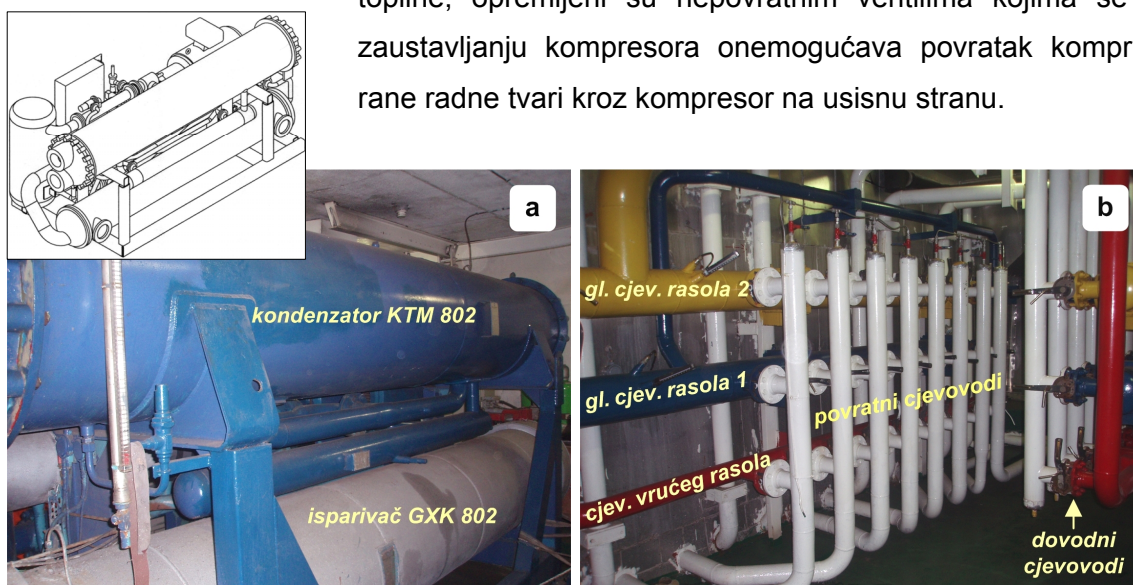 topline, opremljeni su nepovratnim ventilima kojima se
zaustavljanju kompresora onemogućava povratak kompr
rane radne tvari kroz kompresor na usisnu stranu.
a
kondenzator KTM 802
isparivač GXK 802
b
gl. cjev. rasola 2
gl. cjev. rasola 1
povratni cjevovodi
cjev. vrućeg rasola
dovodni
cjevovodi